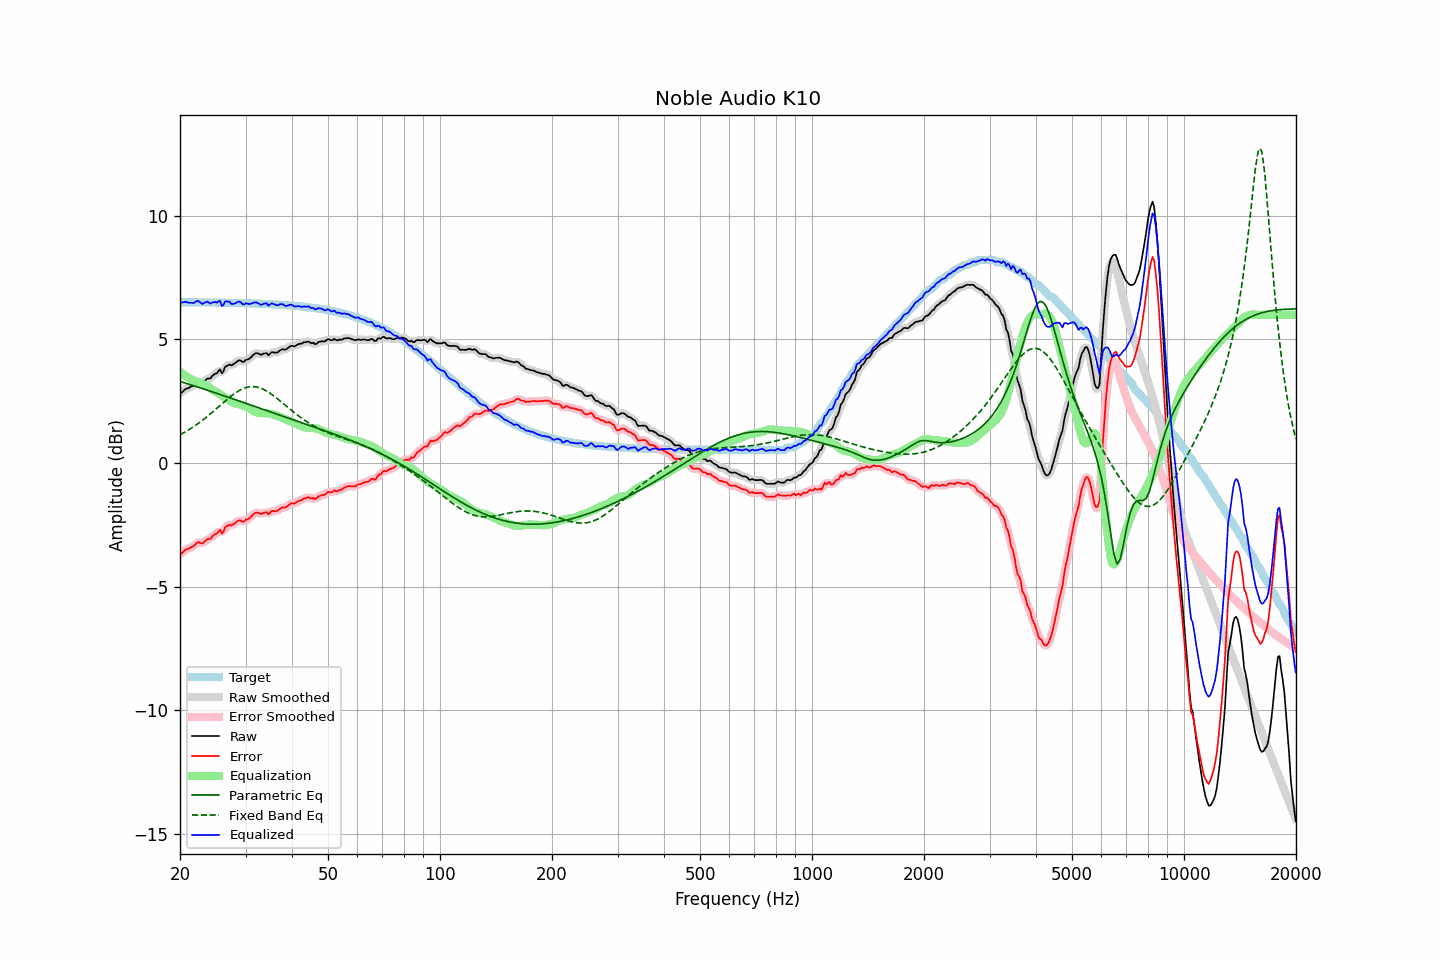 Noble Audio K10
Amplitude (dBr)
10
5
0
−5
−10
−15
Target
Raw Smoothed
Error Smoothed
Raw
Error
Equalization
Parametric Eq
Fixed Band Eq
Equalized
20 50 100 200 500 1000 2000 5000 10000 20000
Frequency (Hz)